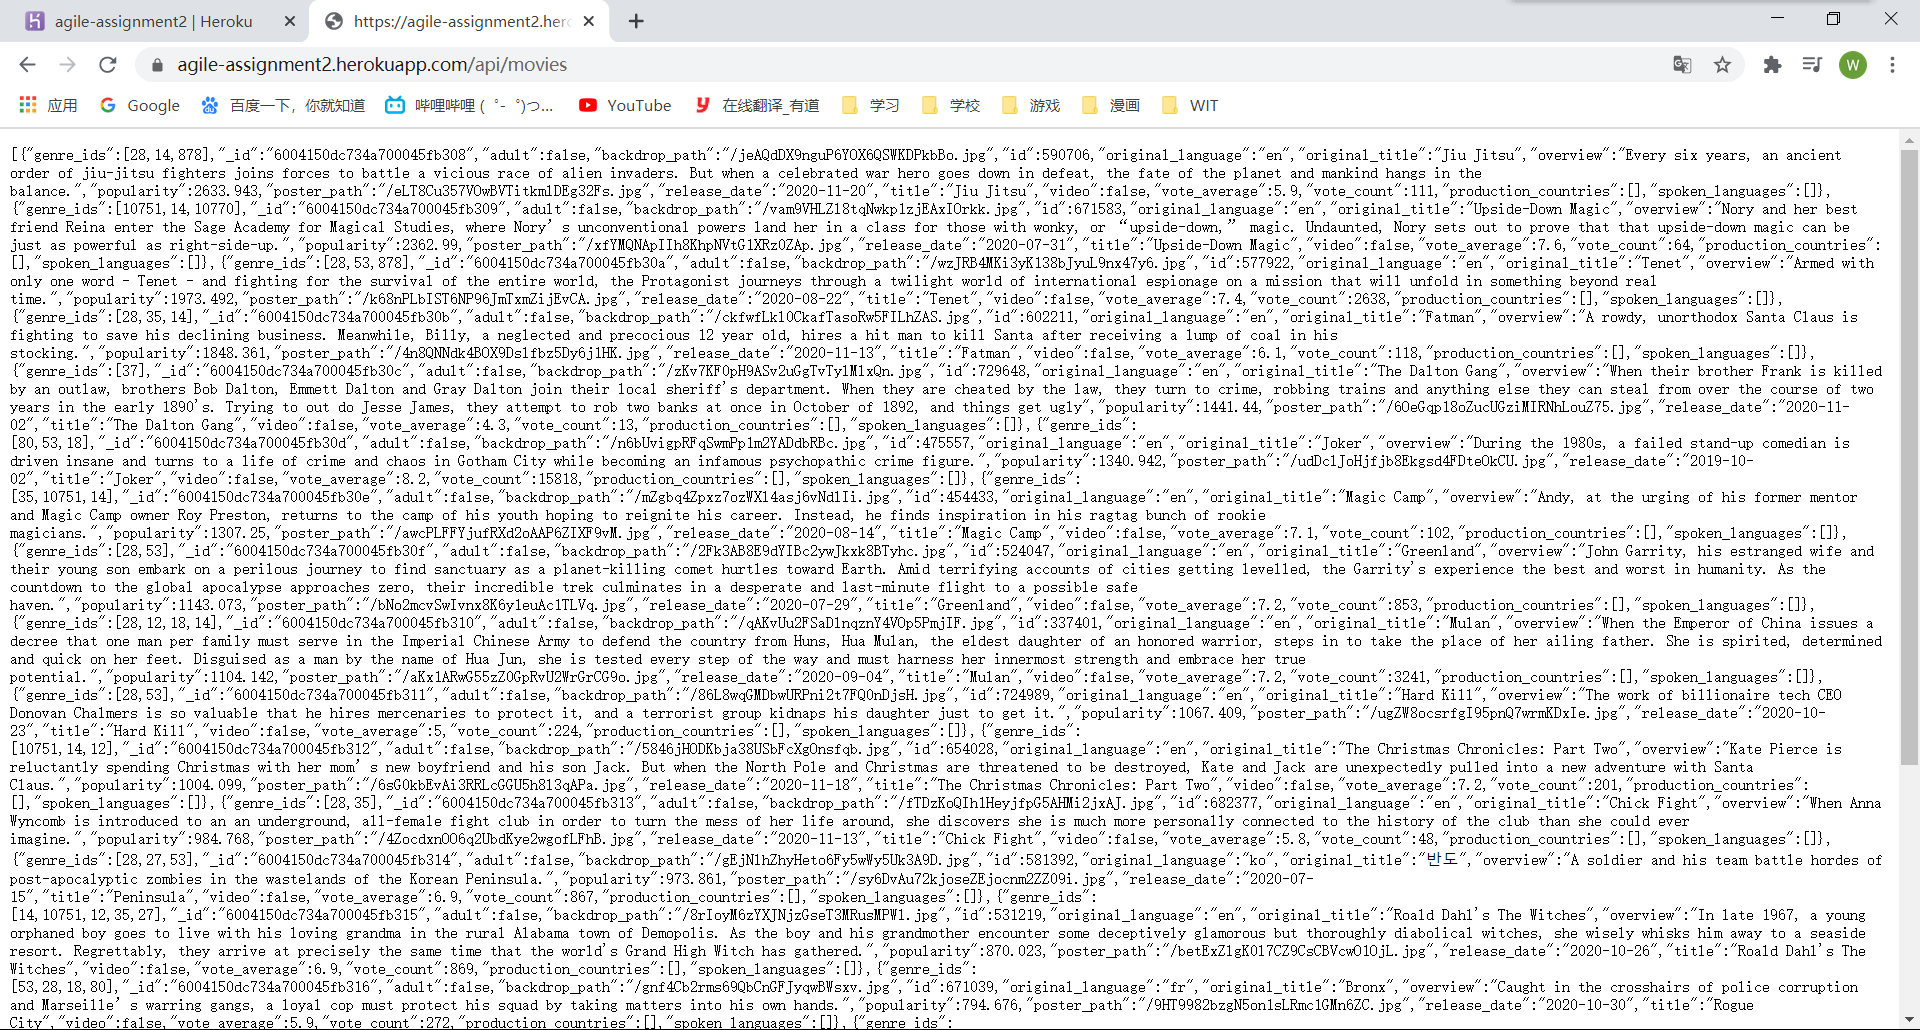 agile-assignment2 | Heroku
https://agile-assignment2.herc
agile-assignment2.herokuapp.com/api/movies
W
应用
Google
百度一下，你就知道
哔哩哔哩 ( ゜- ゜)つ...
YouTube
在线翻译_有道
学习
学校
游戏
漫画
WIT
[{"genre_ids":[28,14,878],"_id":"6004150dc734a700045fb308","adult":false,"backdrop_path":"/jeAQdDX9nguP6YOX6QSWKDPkbBo.jpg","id":590706,"original_language":"en","original_title":"Jiu Jitsu","overview":"Every six years, an ancient
order of jiu-jitsu fighters joins forces to battle a vicious race of alien invaders. But when a celebrated war hero goes down in defeat, the fate of the planet and mankind hangs in the
balance.","popularity":2633.943,"poster_path":"/eLT8Cu357VOwBVTitkmlDEg32Fs.jpg","release_date":"2020-11-20","title":"Jiu Jitsu","video":false,"vote_average":5.9,"vote_count":111,"production_countries":[],"spoken_languages":[]},
{"genre_ids":[10751,14,10770],"_id":"6004150dc734a700045fb309","adult":false,"backdrop_path":"/vam9VHLZl8tqNwkplzjEAxIOrkk.jpg","id":671583,"original_language":"en","original_title":"Upside-Down Magic","overview":"Nory and her best
friend Reina enter the Sage Academy for Magical Studies, where Nory’s unconventional powers land her in a class for those with wonky, or “upside-down,” magic. Undaunted, Nory sets out to prove that that upside-down magic can be
just as powerful as right-side-up.","popularity":2362.99,"poster_path":"/xfYMQNApIIh8KhpNVtG1XRz0ZAp.jpg","release_date":"2020-07-31","title":"Upside-Down Magic","video":false,"vote_average":7.6,"vote_count":64,"production_countries":
[],"spoken_languages":[]},{"genre_ids":[28,53,878],"_id":"6004150dc734a700045fb30a","adult":false,"backdrop_path":"/wzJRB4MKi3yK138bJyuL9nx47y6.jpg","id":577922,"original_language":"en","original_title":"Tenet","overview":"Armed with
only one word - Tenet - and fighting for the survival of the entire world, the Protagonist journeys through a twilight world of international espionage on a mission that will unfold in something beyond real
time.","popularity":1973.492,"poster_path":"/k68nPLbIST6NP96JmTxmZijEvCA.jpg","release_date":"2020-08-22","title":"Tenet","video":false,"vote_average":7.4,"vote_count":2638,"production_countries":[],"spoken_languages":[]},
{"genre_ids":[28,35,14],"_id":"6004150dc734a700045fb30b","adult":false,"backdrop_path":"/ckfwfLkl0CkafTasoRw5FILhZAS.jpg","id":602211,"original_language":"en","original_title":"Fatman","overview":"A rowdy, unorthodox Santa Claus is
fighting to save his declining business. Meanwhile, Billy, a neglected and precocious 12 year old, hires a hit man to kill Santa after receiving a lump of coal in his
stocking.","popularity":1848.361,"poster_path":"/4n8QNNdk4BOX9Dslfbz5Dy6j1HK.jpg","release_date":"2020-11-13","title":"Fatman","video":false,"vote_average":6.1,"vote_count":118,"production_countries":[],"spoken_languages":[]},
{"genre_ids":[37],"_id":"6004150dc734a700045fb30c","adult":false,"backdrop_path":"/zKv7KF0pH9ASv2uGgTvTylM1xQn.jpg","id":729648,"original_language":"en","original_title":"The Dalton Gang","overview":"When their brother Frank is killed
by an outlaw, brothers Bob Dalton, Emmett Dalton and Gray Dalton join their local sheriff's department. When they are cheated by the law, they turn to crime, robbing trains and anything else they can steal from over the course of two
years in the early 1890's. Trying to out do Jesse James, they attempt to rob two banks at once in October of 1892, and things get ugly","popularity":1441.44,"poster_path":"/6OeGqp18oZucUGziMIRNhLouZ75.jpg","release_date":"2020-11-
02","title":"The Dalton Gang","video":false,"vote_average":4.3,"vote_count":13,"production_countries":[],"spoken_languages":[]},{"genre_ids":
[80,53,18],"_id":"6004150dc734a700045fb30d","adult":false,"backdrop_path":"/n6bUvigpRFqSwmPp1m2YADdbRBc.jpg","id":475557,"original_language":"en","original_title":"Joker","overview":"During the 1980s, a failed stand-up comedian is
driven insane and turns to a life of crime and chaos in Gotham City while becoming an infamous psychopathic crime figure.","popularity":1340.942,"poster_path":"/udDclJoHjfjb8Ekgsd4FDteOkCU.jpg","release_date":"2019-10-
02","title":"Joker","video":false,"vote_average":8.2,"vote_count":15818,"production_countries":[],"spoken_languages":[]},{"genre_ids":
[35,10751,14],"_id":"6004150dc734a700045fb30e","adult":false,"backdrop_path":"/mZgbq4Zpxz7ozWX14asj6vNd1Ii.jpg","id":454433,"original_language":"en","original_title":"Magic Camp","overview":"Andy, at the urging of his former mentor
and Magic Camp owner Roy Preston, returns to the camp of his youth hoping to reignite his career. Instead, he finds inspiration in his ragtag bunch of rookie
magicians.","popularity":1307.25,"poster_path":"/awcPLFFYjufRXd2oAAP6ZIXF9vM.jpg","release_date":"2020-08-14","title":"Magic Camp","video":false,"vote_average":7.1,"vote_count":102,"production_countries":[],"spoken_languages":[]},
{"genre_ids":[28,53],"_id":"6004150dc734a700045fb30f","adult":false,"backdrop_path":"/2Fk3AB8E9dYIBc2ywJkxk8BTyhc.jpg","id":524047,"original_language":"en","original_title":"Greenland","overview":"John Garrity, his estranged wife and
their young son embark on a perilous journey to find sanctuary as a planet-killing comet hurtles toward Earth. Amid terrifying accounts of cities getting levelled, the Garrity's experience the best and worst in humanity. As the
countdown to the global apocalypse approaches zero, their incredible trek culminates in a desperate and last-minute flight to a possible safe
haven.","popularity":1143.073,"poster_path":"/bNo2mcvSwIvnx8K6y1euAc1TLVq.jpg","release_date":"2020-07-29","title":"Greenland","video":false,"vote_average":7.2,"vote_count":853,"production_countries":[],"spoken_languages":[]},
{"genre_ids":[28,12,18,14],"_id":"6004150dc734a700045fb310","adult":false,"backdrop_path":"/qAKvUu2FSaD1nqznY4VOp5PmjIF.jpg","id":337401,"original_language":"en","original_title":"Mulan","overview":"When the Emperor of China issues a
decree that one man per family must serve in the Imperial Chinese Army to defend the country from Huns, Hua Mulan, the eldest daughter of an honored warrior, steps in to take the place of her ailing father. She is spirited, determined
and quick on her feet. Disguised as a man by the name of Hua Jun, she is tested every step of the way and must harness her innermost strength and embrace her true
potential.","popularity":1104.142,"poster_path":"/aKx1ARwG55zZ0GpRvU2WrGrCG9o.jpg","release_date":"2020-09-04","title":"Mulan","video":false,"vote_average":7.2,"vote_count":3241,"production_countries":[],"spoken_languages":[]},
{"genre_ids":[28,53],"_id":"6004150dc734a700045fb311","adult":false,"backdrop_path":"/86L8wqGMDbwURPni2t7FQ0nDjsH.jpg","id":724989,"original_language":"en","original_title":"Hard Kill","overview":"The work of billionaire tech CEO
Donovan Chalmers is so valuable that he hires mercenaries to protect it, and a terrorist group kidnaps his daughter just to get it.","popularity":1067.409,"poster_path":"/ugZW8ocsrfgI95pnQ7wrmKDxIe.jpg","release_date":"2020-10-
23","title":"Hard Kill","video":false,"vote_average":5,"vote_count":224,"production_countries":[],"spoken_languages":[]},{"genre_ids":
[10751,14,12],"_id":"6004150dc734a700045fb312","adult":false,"backdrop_path":"/5846jHODKbja38USbFcXgOnsfqb.jpg","id":654028,"original_language":"en","original_title":"The Christmas Chronicles: Part Two","overview":"Kate Pierce is
reluctantly spending Christmas with her mom’s new boyfriend and his son Jack. But when the North Pole and Christmas are threatened to be destroyed, Kate and Jack are unexpectedly pulled into a new adventure with Santa
Claus.","popularity":1004.099,"poster_path":"/6sG0kbEvAi3RRLcGGU5h8l3qAPa.jpg","release_date":"2020-11-18","title":"The Christmas Chronicles: Part Two","video":false,"vote_average":7.2,"vote_count":201,"production_countries":
[],"spoken_languages":[]},{"genre_ids":[28,35],"_id":"6004150dc734a700045fb313","adult":false,"backdrop_path":"/fTDzKoQIh1HeyjfpG5AHMi2jxAJ.jpg","id":682377,"original_language":"en","original_title":"Chick Fight","overview":"When Anna
Wyncomb is introduced to an an underground, all-female fight club in order to turn the mess of her life around, she discovers she is much more personally connected to the history of the club than she could ever
imagine.","popularity":984.768,"poster_path":"/4ZocdxnOO6q2UbdKye2wgofLFhB.jpg","release_date":"2020-11-13","title":"Chick Fight","video":false,"vote_average":5.8,"vote_count":48,"production_countries":[],"spoken_languages":[]},
{"genre_ids":[28,27,53],"_id":"6004150dc734a700045fb314","adult":false,"backdrop_path":"/gEjNlhZhyHeto6Fy5wWy5Uk3A9D.jpg","id":581392,"original_language":"ko","original_title":"반도","overview":"A soldier and his team battle hordes of
post-apocalyptic zombies in the wastelands of the Korean Peninsula.","popularity":973.861,"poster_path":"/sy6DvAu72kjoseZEjocnm2ZZ09i.jpg","release_date":"2020-07-
15","title":"Peninsula","video":false,"vote_average":6.9,"vote_count":867,"production_countries":[],"spoken_languages":[]},{"genre_ids":
[14,10751,12,35,27],"_id":"6004150dc734a700045fb315","adult":false,"backdrop_path":"/8rIoyM6zYXJNjzGseT3MRusMPWl.jpg","id":531219,"original_language":"en","original_title":"Roald Dahl's The Witches","overview":"In late 1967, a young
orphaned boy goes to live with his loving grandma in the rural Alabama town of Demopolis. As the boy and his grandmother encounter some deceptively glamorous but thoroughly diabolical witches, she wisely whisks him away to a seaside
resort. Regrettably, they arrive at precisely the same time that the world's Grand High Witch has gathered.","popularity":870.023,"poster_path":"/betExZlgK0l7CZ9CsCBVcwO1OjL.jpg","release_date":"2020-10-26","title":"Roald Dahl's The
Witches","video":false,"vote_average":6.9,"vote_count":869,"production_countries":[],"spoken_languages":[]},{"genre_ids":
[53,28,18,80],"_id":"6004150dc734a700045fb316","adult":false,"backdrop_path":"/gnf4Cb2rms69QbCnGFJyqwBWsxv.jpg","id":671039,"original_language":"fr","original_title":"Bronx","overview":"Caught in the crosshairs of police corruption
and Marseille’s warring gangs, a loyal cop must protect his squad by taking matters into his own hands.","popularity":794.676,"poster_path":"/9HT9982bzgN5on1sLRmc1GMn6ZC.jpg","release_date":"2020-10-30","title":"Rogue
City","video":false,"vote_average":5.9,"vote_count":272,"production_countries":[],"spoken_languages":[]},{"genre_ids":